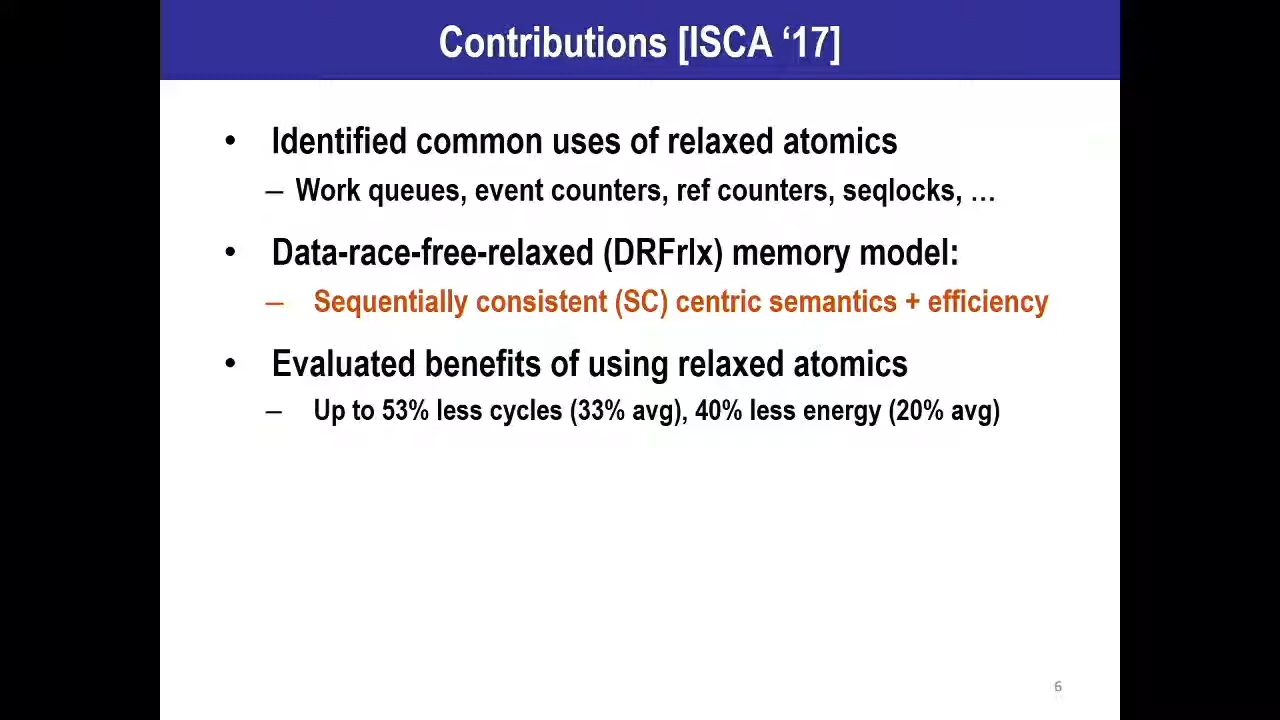 Contributions [ISCA ‘17]
• Identified common uses of relaxed atomics
– Work queues, event counters, ref counters, seqlocks, …
• Data-race-free-relaxed (DRFrlx) memory model:
– Sequentially consistent (SC) centric semantics + efficiency
• Evaluated benefits of using relaxed atomics
– Up to 53% less cycles (33% avg), 40% less energy (20% avg)
6